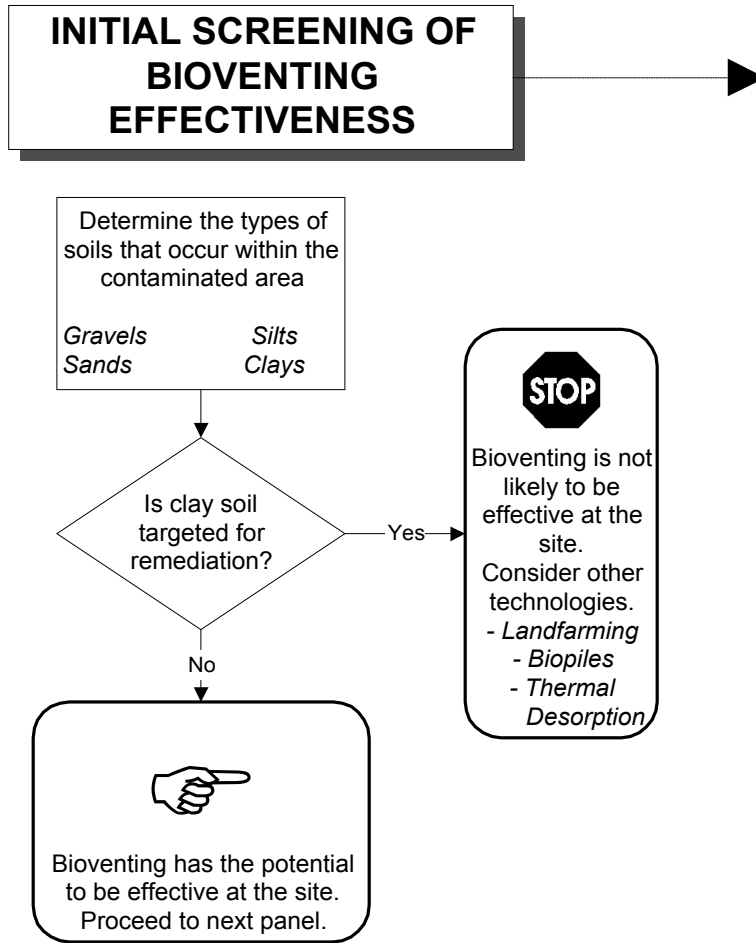 INITIAL SCREENING OF
BIOVENTING
EFFECTIVENESS
Determine the types of
soils that occur within the
contaminated area
Gravels Silts
Sands Clays
Is clay soil
targeted for
remediation?
Yes
No
STOP
Bioventing is not
likely to be
effective at the
site.
Consider other
technologies.
- Landfarming
- Biopiles
- Thermal
Desorption
Bioventing has the potential
to be effective at the site.
Proceed to next panel.